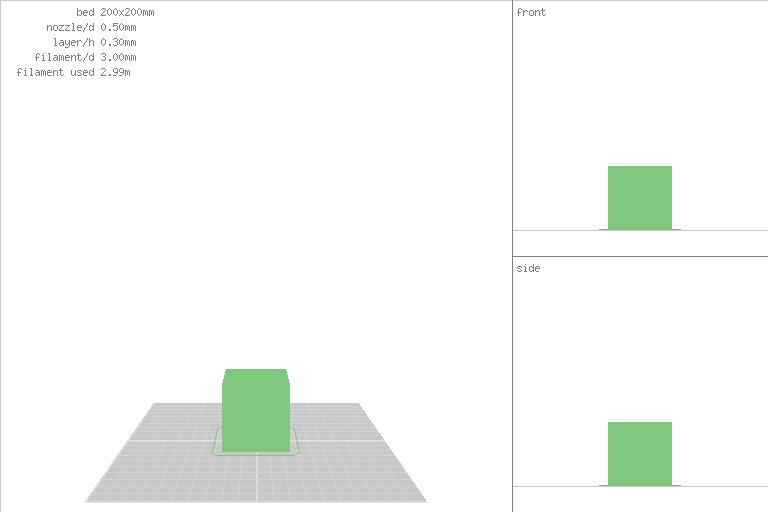 bed 200x200mm
nozzle/d 0.50mm
layer/h 0.30mm
filament/d 3.00mm
filament used 2.99m
front
side